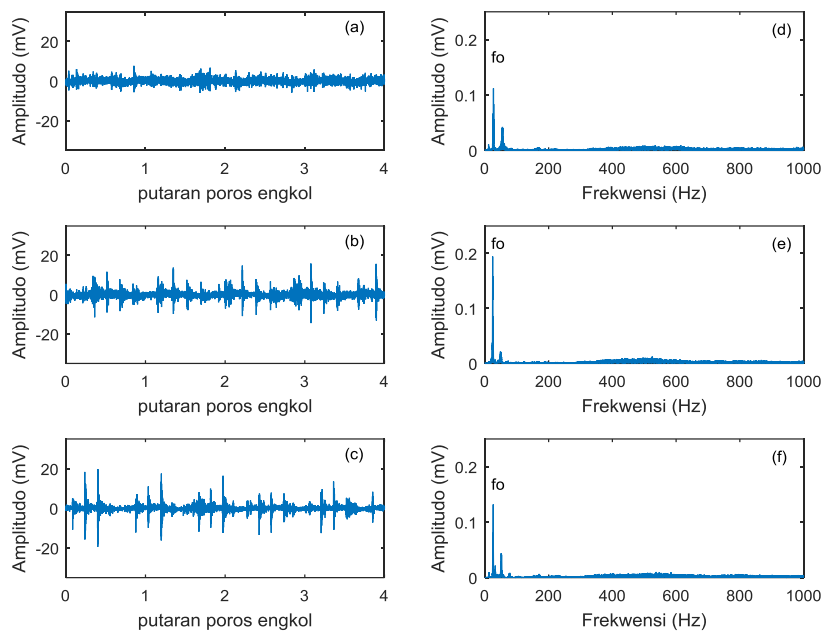 (a)
Amplitudo (mV)
20
0
-20
0 1 2 3 4
putaran poros engkol
(d)
fo
Amplitudo (mV)
0.2
0.1
0
0 200 400 600 800 1000
Frekwensi (Hz)
(b)
Amplitudo (mV)
20
0
-20
0 1 2 3 4
putaran poros engkol
(e)
fo
Amplitudo (mV)
0.2
0.1
0
0 200 400 600 800 1000
Frekwensi (Hz)
(c)
Amplitudo (mV)
20
0
-20
0 1 2 3 4
putaran poros engkol
(f)
fo
Amplitudo (mV)
0.2
0.1
0
0 200 400 600 800 1000
Frekwensi (Hz)